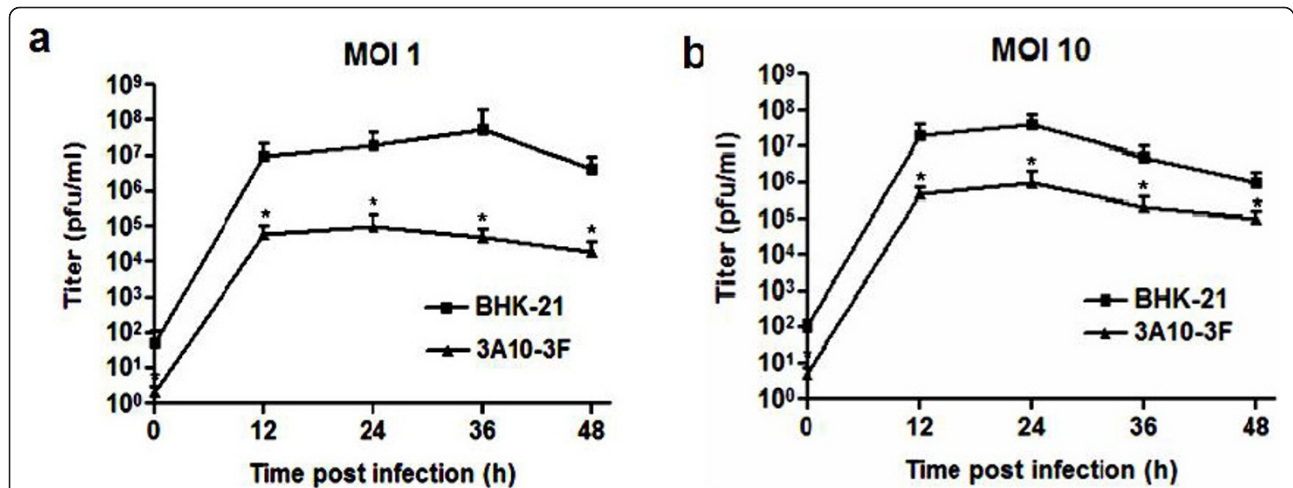 a
MOI 1
Titer (pfu/ml)
10⁹
10⁸
10⁷
10⁶
10⁵
10⁴
10³
10²
10¹
10⁰
* * * * *
BHK-21
3A10-3F
0 12 24 36 48
Time post infection (h)
b
MOI 10
Titer (pfu/ml)
10⁹
10⁸
10⁷
10⁶
10⁵
10⁴
10³
10²
10¹
10⁰
* * * * *
BHK-21
3A10-3F
0 12 24 36 48
Time post infection (h)